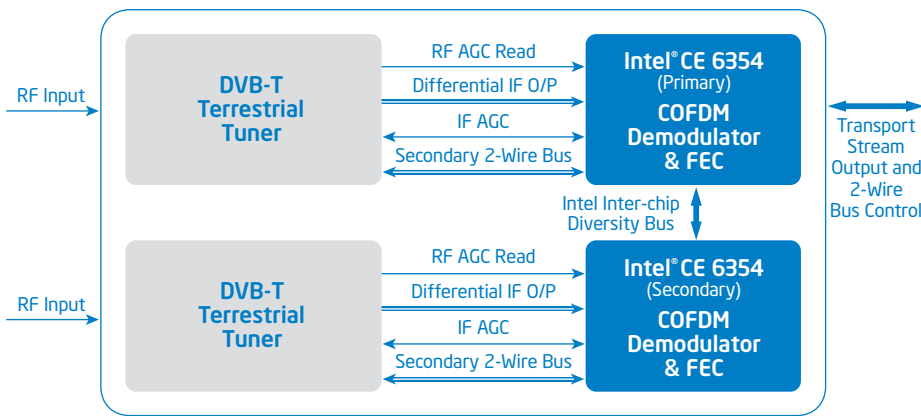 RF Input
DVB-T
Terrestrial
Tuner
RF AGC Read
Differential IF O/P
IF AGC
Secondary 2-Wire Bus
Intel® CE 6354
(Primary)
COFDM
Demodulator
& FEC
Transport
Stream
Output and
2-Wire
Bus Control
Intel Inter-chip
Diversity Bus
RF Input
DVB-T
Terrestrial
Tuner
RF AGC Read
Differential IF O/P
IF AGC
Secondary 2-Wire Bus
Intel® CE 6354
(Secondary)
COFDM
Demodulator
& FEC